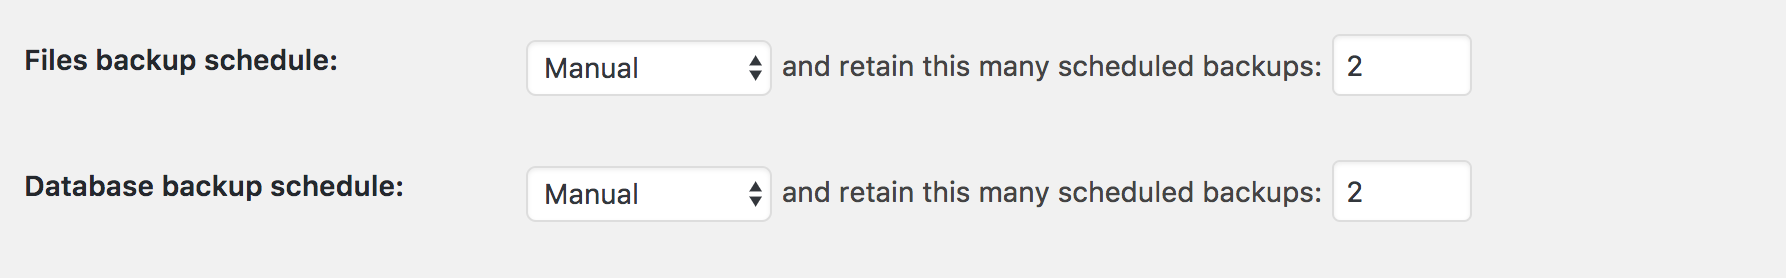 Files backup schedule: Manual and retain this many scheduled backups: 2
Database backup schedule: Manual and retain this many scheduled backups: 2